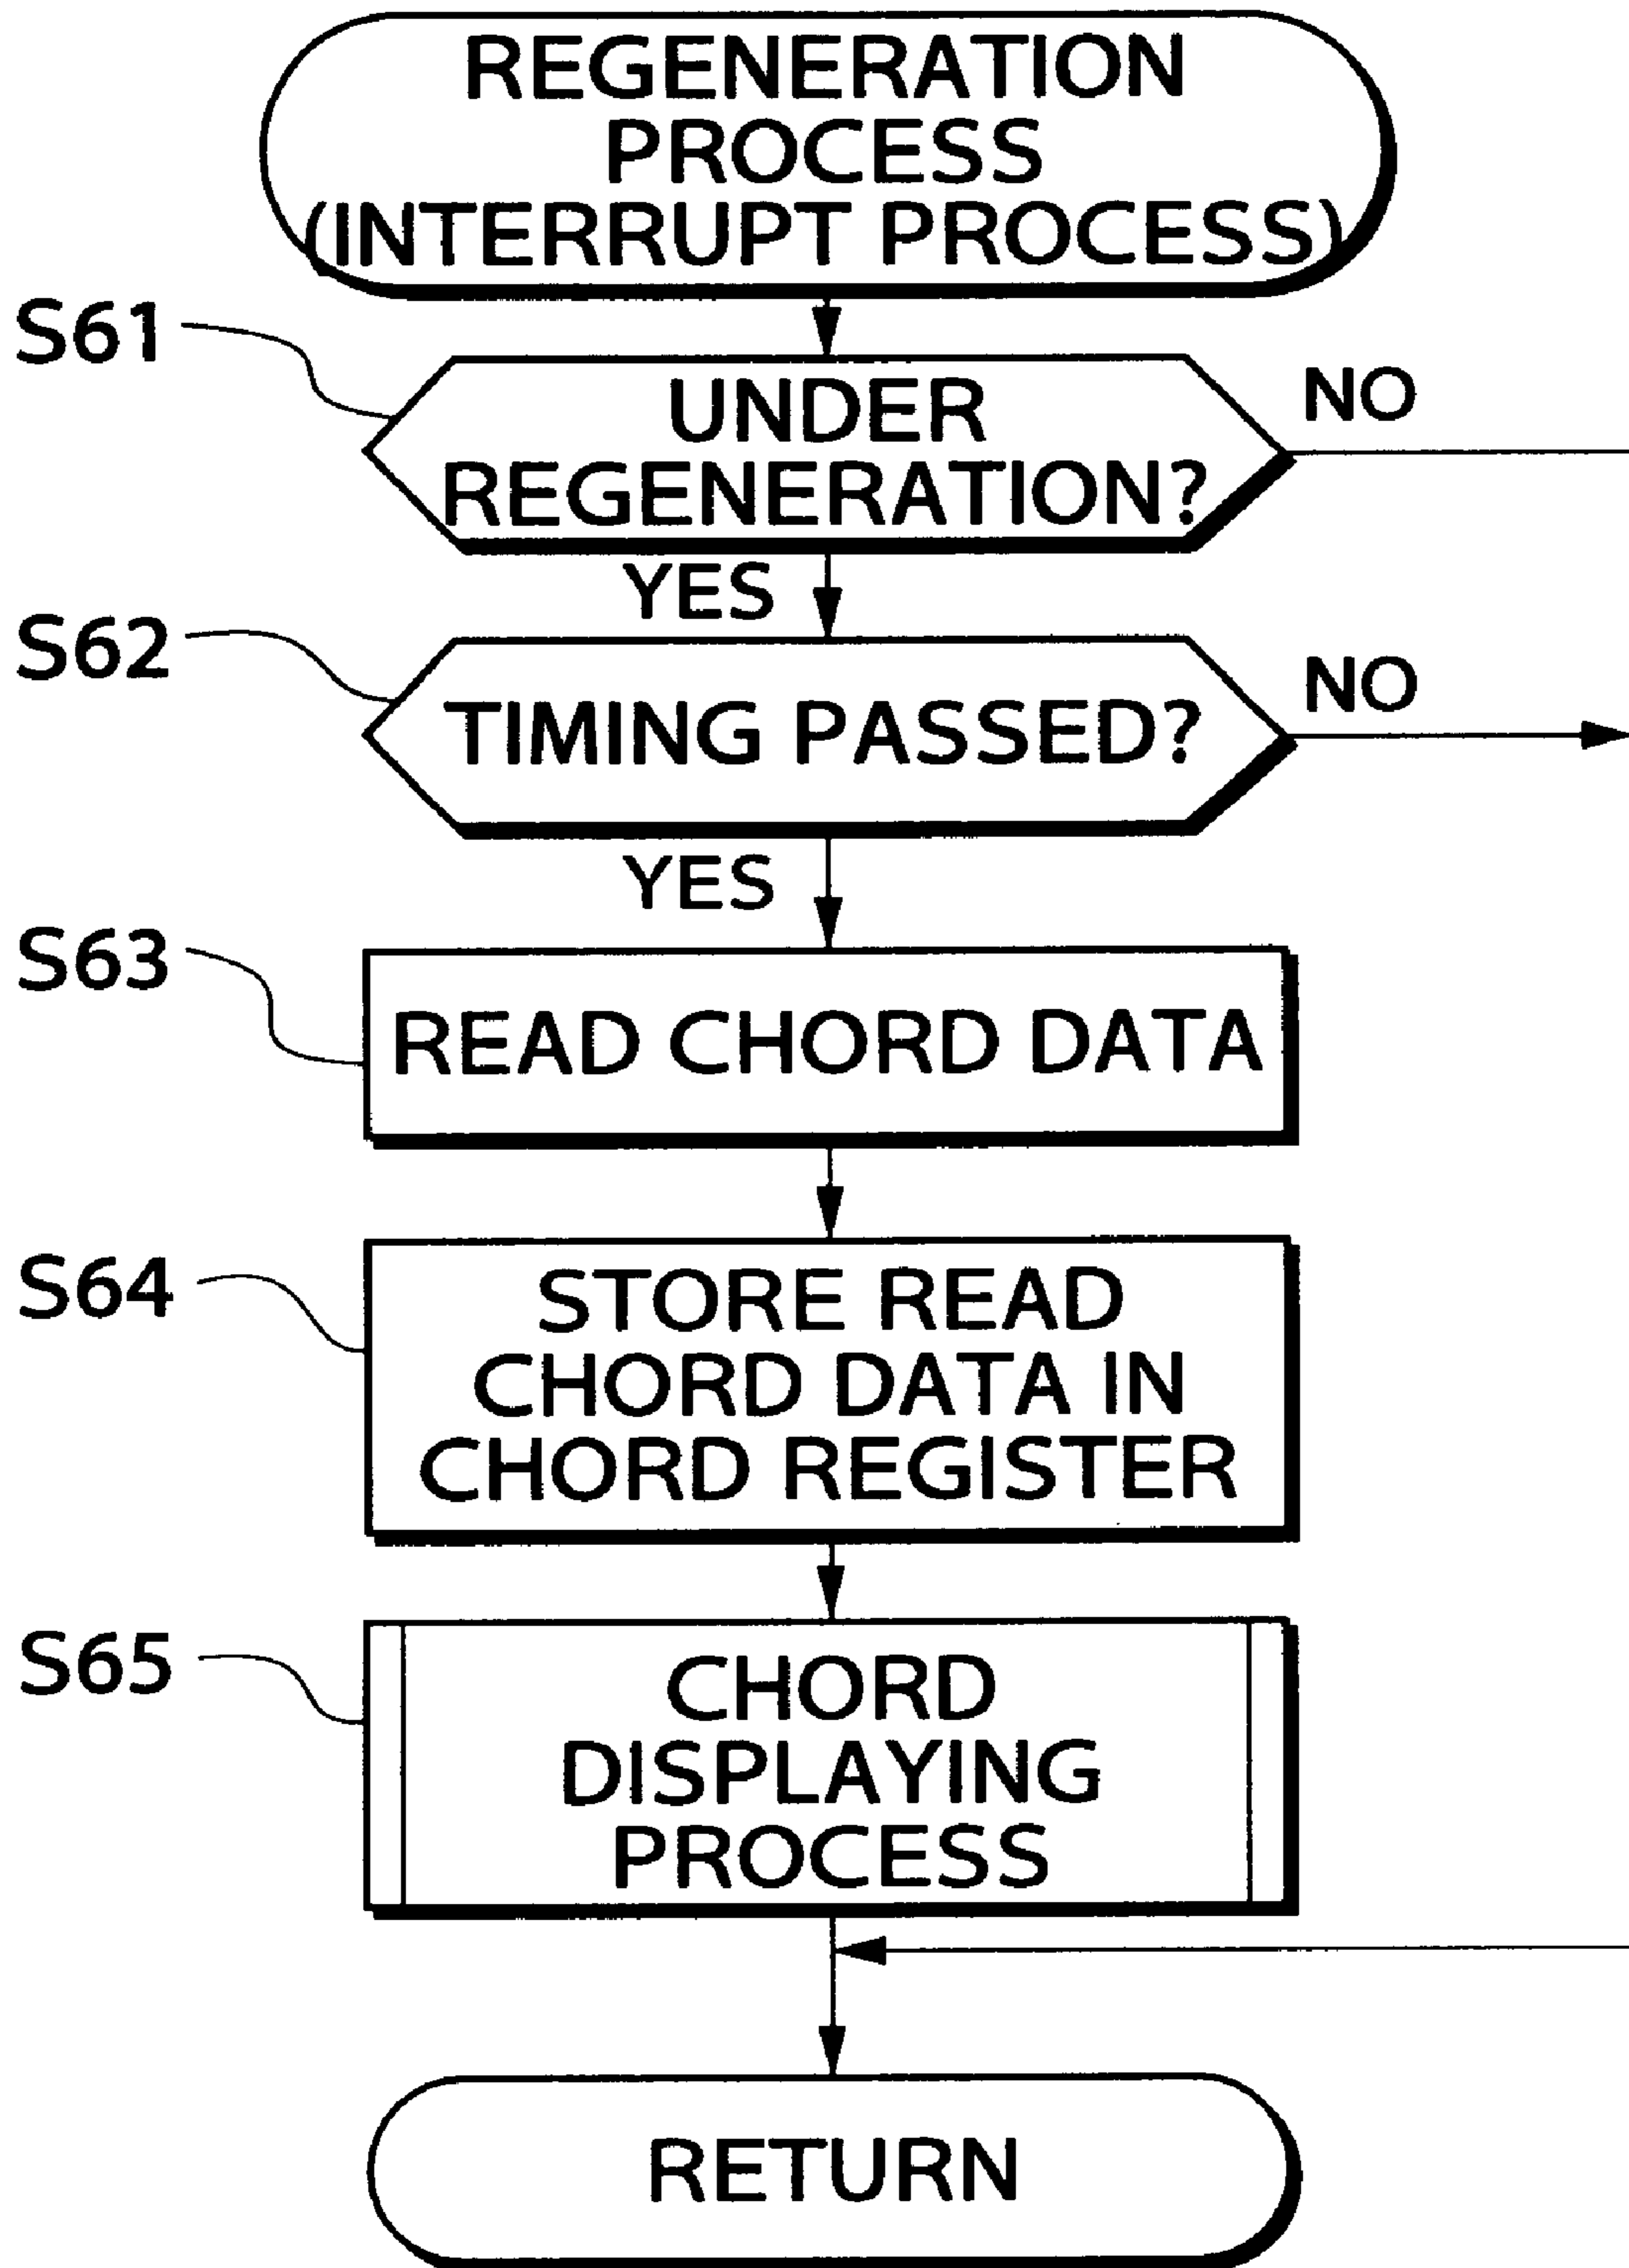 REGENERATION
PROCESS
(INTERRUPT PROCESS)
S61
UNDER
REGENERATION?
NO
YES
S62
TIMING PASSED?
NO
YES
S63
READ CHORD DATA
S64
STORE READ
CHORD DATA IN
CHORD REGISTER
S65
CHORD
DISPLAYING
PROCESS
RETURN